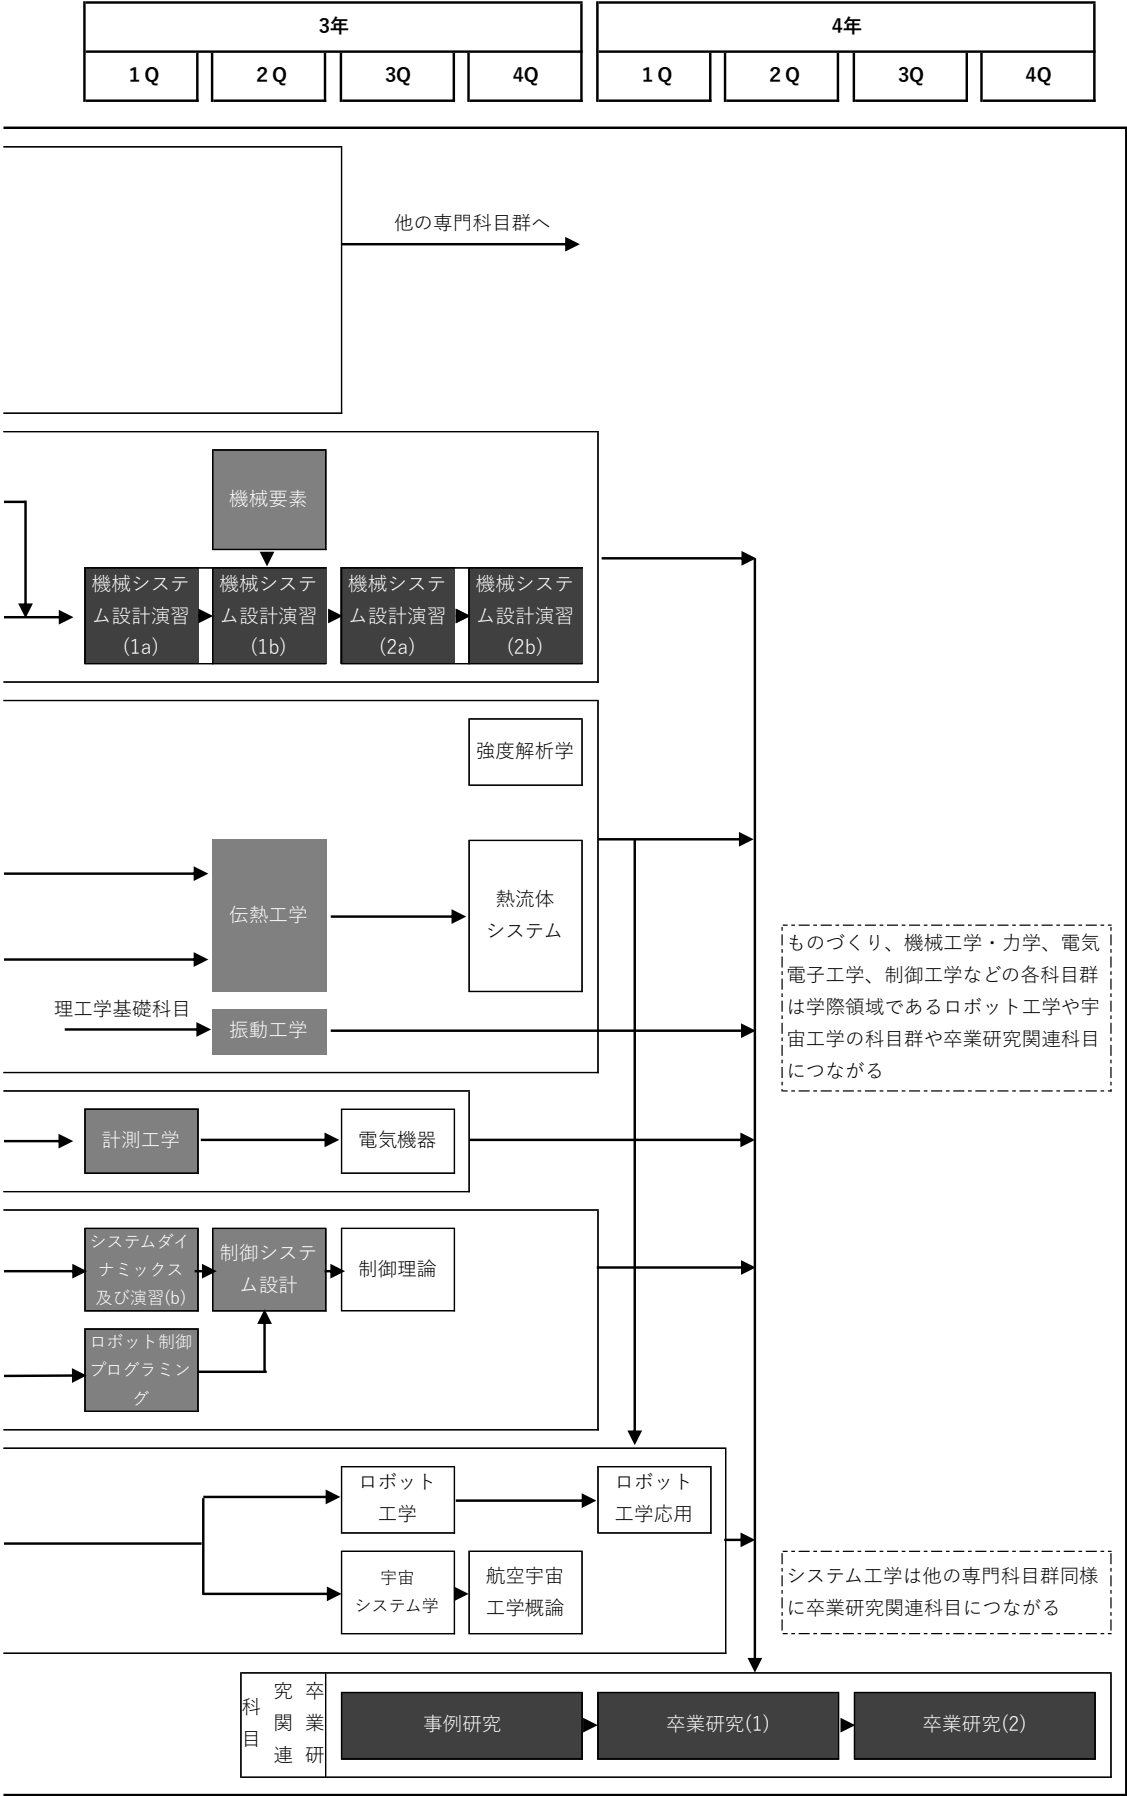 3年
4年
1 Q
2 Q
3Q
4Q
1 Q
2 Q
3Q
4Q
他の専門科目群へ
機械要素
機械システ
ム設計演習
(1a)
機械システ
ム設計演習
(1b)
機械システ
ム設計演習
(2a)
機械システ
ム設計演習
(2b)
強度解析学
伝熱工学
熱流体
システム
理工学基礎科目
振動工学
ものづくり、機械工学・力学、電気
電子工学、制御工学などの各科目群
は学際領域であるロボット工学や宇
宙工学の科目群や卒業研究関連科目
につながる
計測工学
電気機器
システムダイ
ナミックス
及び演習(b)
制御システ
ム設計
制御理論
ロボット制御
プログラミン
グ
ロボット
工学
ロボット
工学応用
宇宙
システム学
航空宇宙
工学概論
システム工学は他の専門科目群同様
に卒業研究関連科目につながる
卒業研
究関連
科目
事例研究
卒業研究(1)
卒業研究(2)